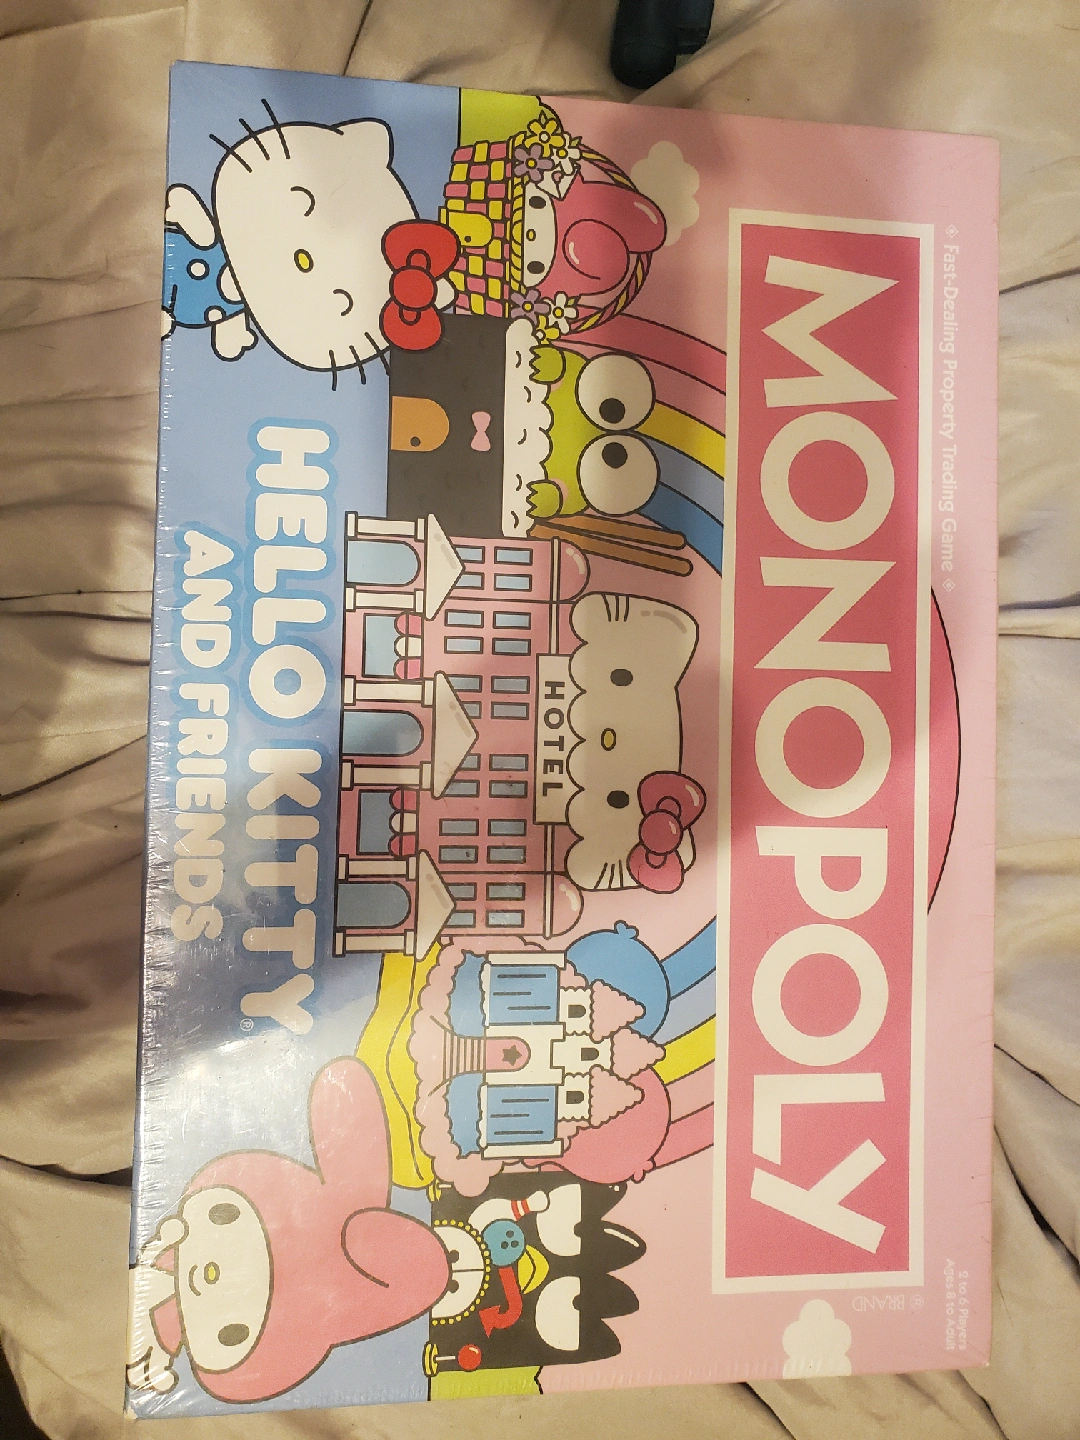 ◈ Fast-Dealing Property Trading Game ◈
MONOPOLY
® BRAND
2 to 6 Players
Ages 8 to Adult
HOTEL
HELLO KITTY®
AND FRIENDS